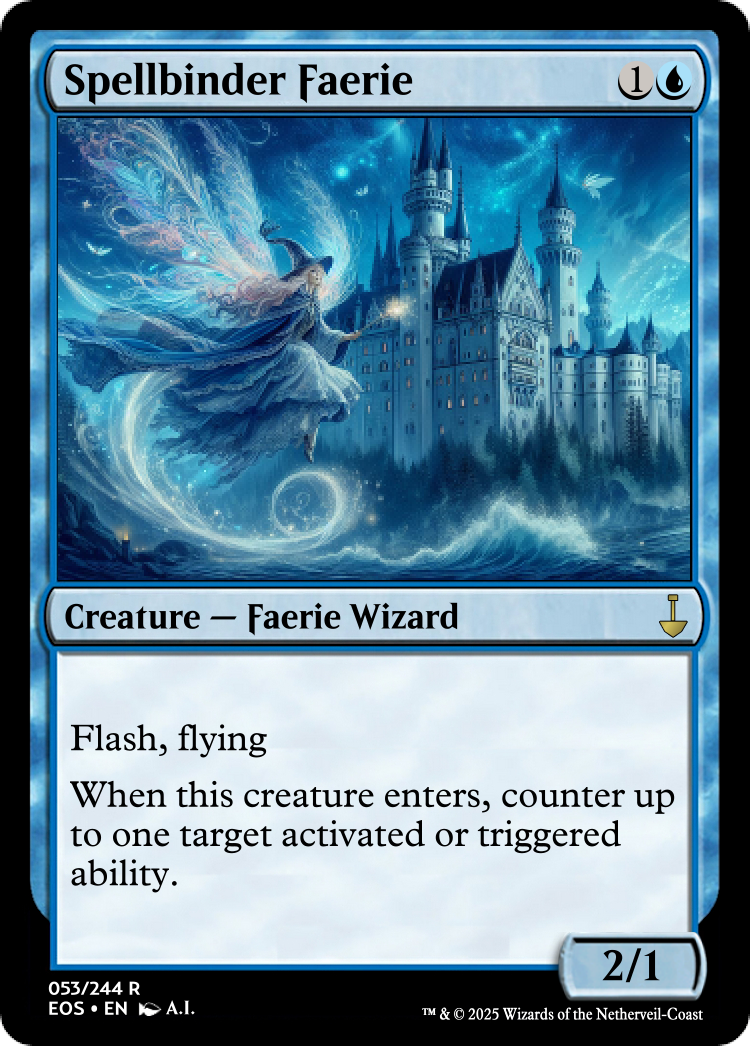 Spellbinder Faerie 1
Creature — Faerie Wizard
Flash, flying
When this creature enters, counter up
to one target activated or triggered
ability.
2/1
053/244 R
EOS • EN A.I.
™ & © 2025 Wizards of the Netherveil-Coast